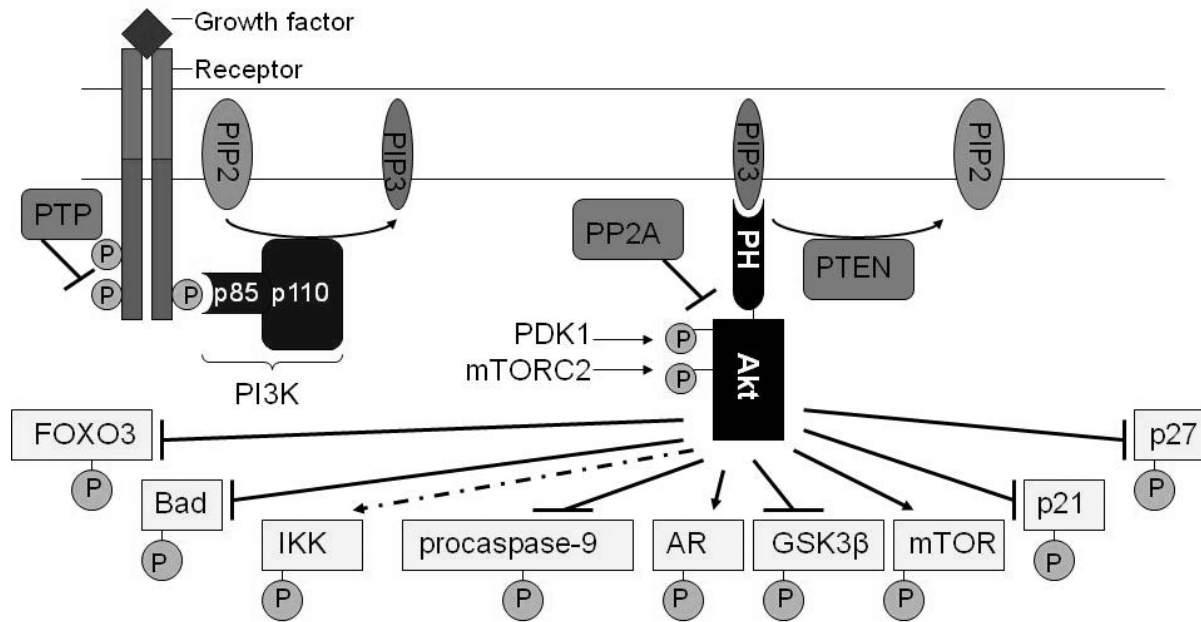 Growth factor
Receptor
PIP2
PIP3
PIP3
PIP2
PTP
P
P
P
p85 p110
PI3K
PP2A
PH
PTEN
PDK1
mTORC2
P
P
Akt
FOXO3
P
Bad
P
IKK
P
procaspase-9
P
AR
P
GSK3β
P
mTOR
P
p21
P
p27
P